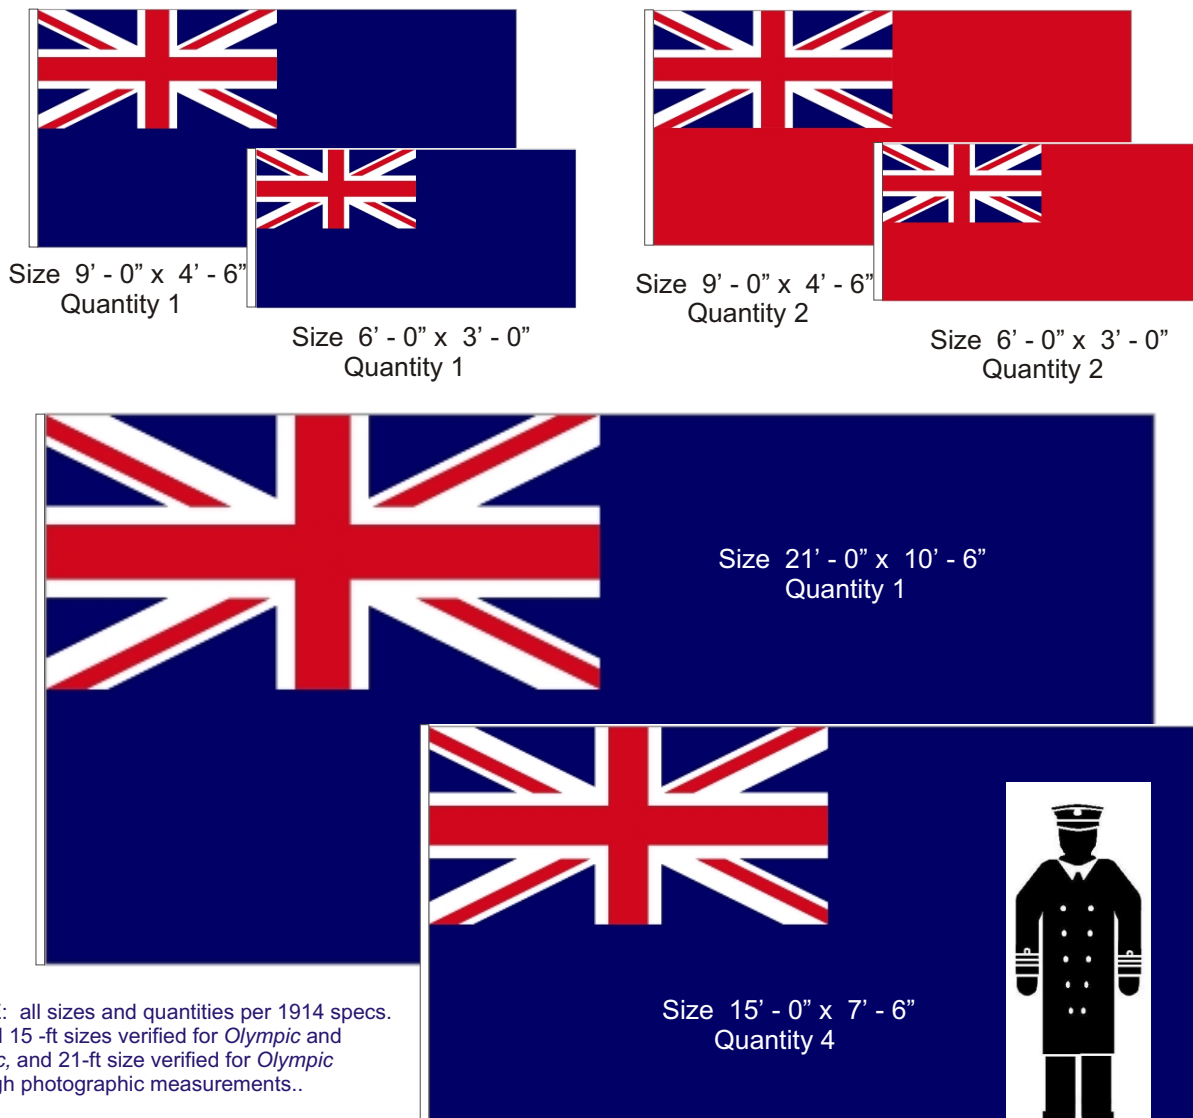 Size 9’ - 0” x 4’ - 6”
Quantity 1
Size 6’ - 0” x 3’ - 0”
Quantity 1
Size 9’ - 0” x 4’ - 6”
Quantity 2
Size 6’ - 0” x 3’ - 0”
Quantity 2
Size 21’ - 0” x 10’ - 6”
Quantity 1
Size 15’ - 0” x 7’ - 6”
Quantity 4
: all sizes and quantities per 1914 specs.
15 -ft sizes verified for Olympic and
and 21-ft size verified for Olympic
photographic measurements..